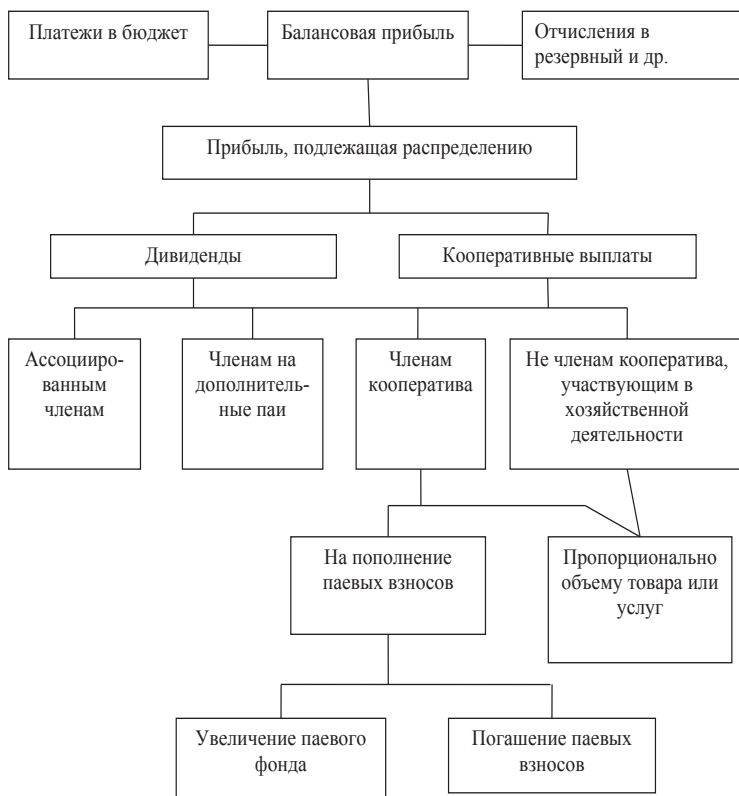 Платежи в бюджет
Балансовая прибыль
Отчисления в
резервный и др.
Прибыль, подлежащая распределению
Дивиденды
Кооперативные выплаты
Ассоцииро-
ванным
членам
Членам на
дополнитель-
ные паи
Членам
кооператива
Не членам кооператива,
участвующим в
хозяйственной
деятельности
На пополнение
паевых взносов
Пропорционально
объему товара или
услуг
Увеличение паевого
фонда
Погашение паевых
взносов